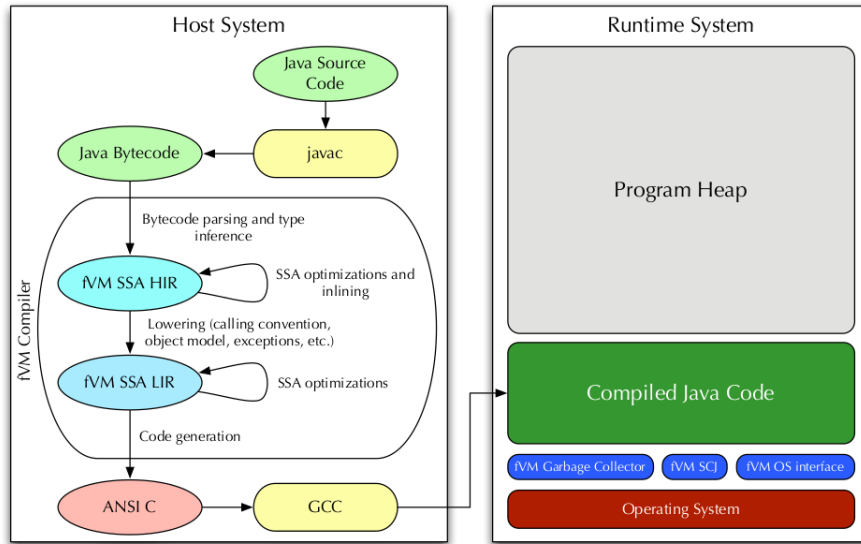 Host System
Java Source
Code
Java Bytecode
javac
Bytecode parsing and type
inference
fVM Compiler
fVM SSA HIR
SSA optimizations and
inlining
Lowering (calling convention,
object model, exceptions, etc.)
fVM SSA LIR
SSA optimizations
Code generation
ANSI C
GCC
Runtime System
Program Heap
Compiled Java Code
fVM Garbage Collector
fVM SCJ
fVM OS interface
Operating System